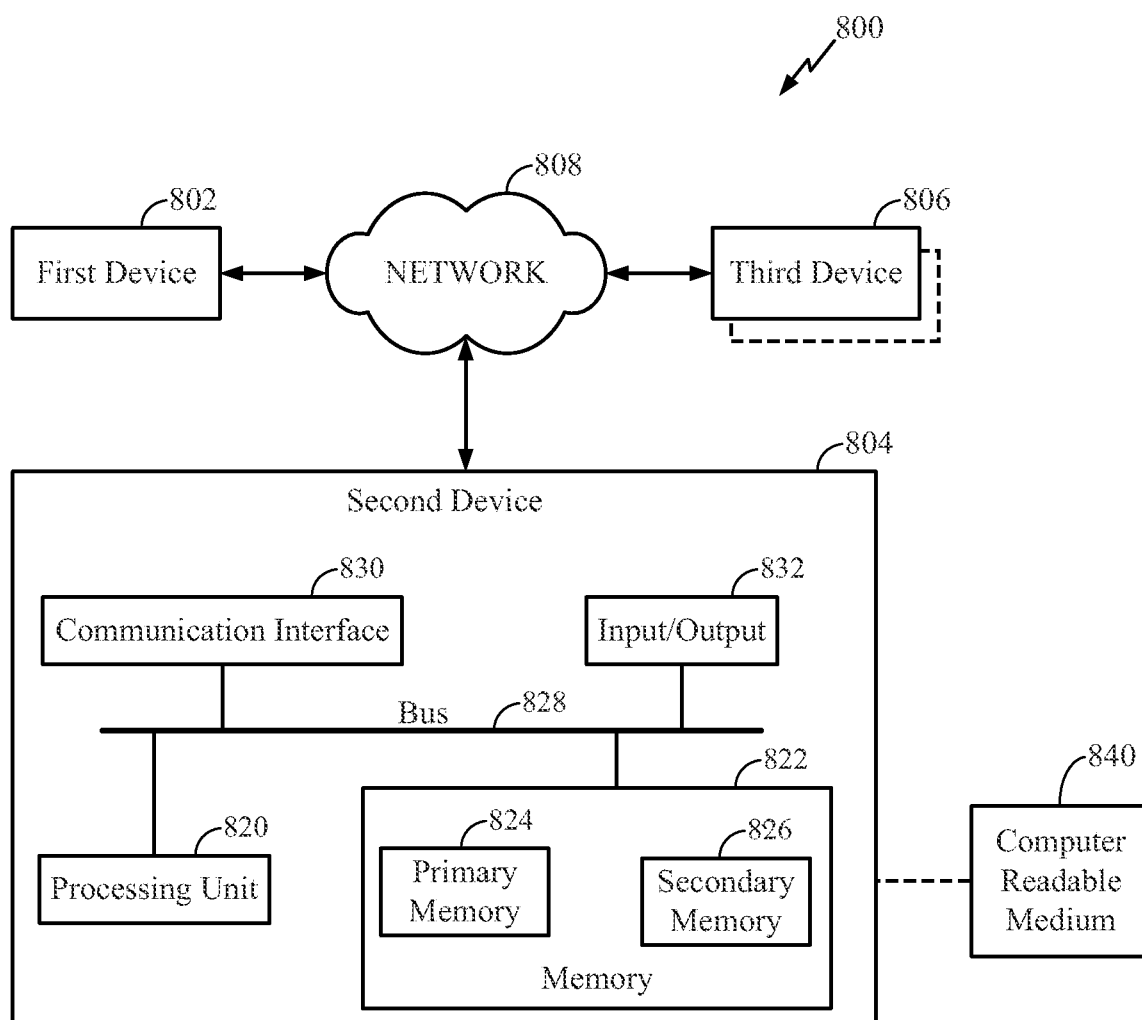 800
808
802
806
First Device
NETWORK
Third Device
804
Second Device
830
832
Communication Interface
Input/Output
Bus
828
822
840
820
824
826
Processing Unit
Primary
Memory
Secondary
Memory
Computer
Readable
Medium
Memory